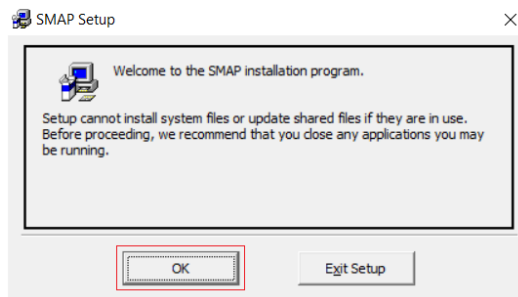 SMAP Setup
Welcome to the SMAP installation program.
Setup cannot install system files or update shared files if they are in use.
Before proceeding, we recommend that you close any applications you may
be running.
OK
Exit Setup